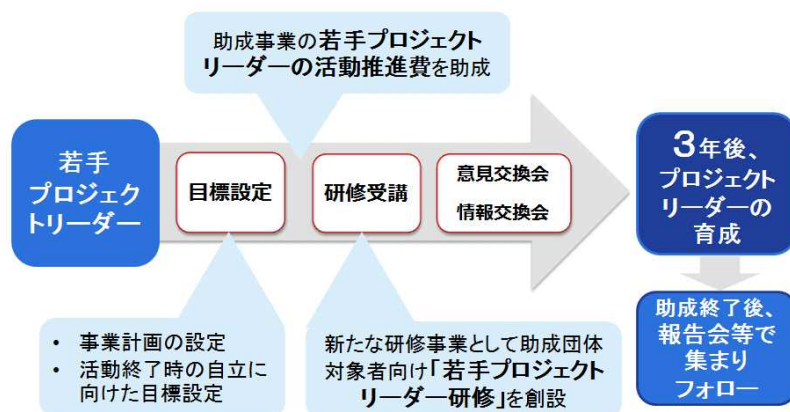 助成事業の若手プロジェクト
リーダーの活動推進費を助成
若手
プロジェク
トリーダー
目標設定
研修受講
意見交換会
情報交換会
3年後、
プロジェクト
リーダーの
育成
• 事業計画の設定
• 活動終了時の自立に
向けた目標設定
新たな研修事業として助成団体
対象者向け「若手プロジェクト
リーダー研修」を創設
助成終了後、
報告会等で
集まり
フォロー